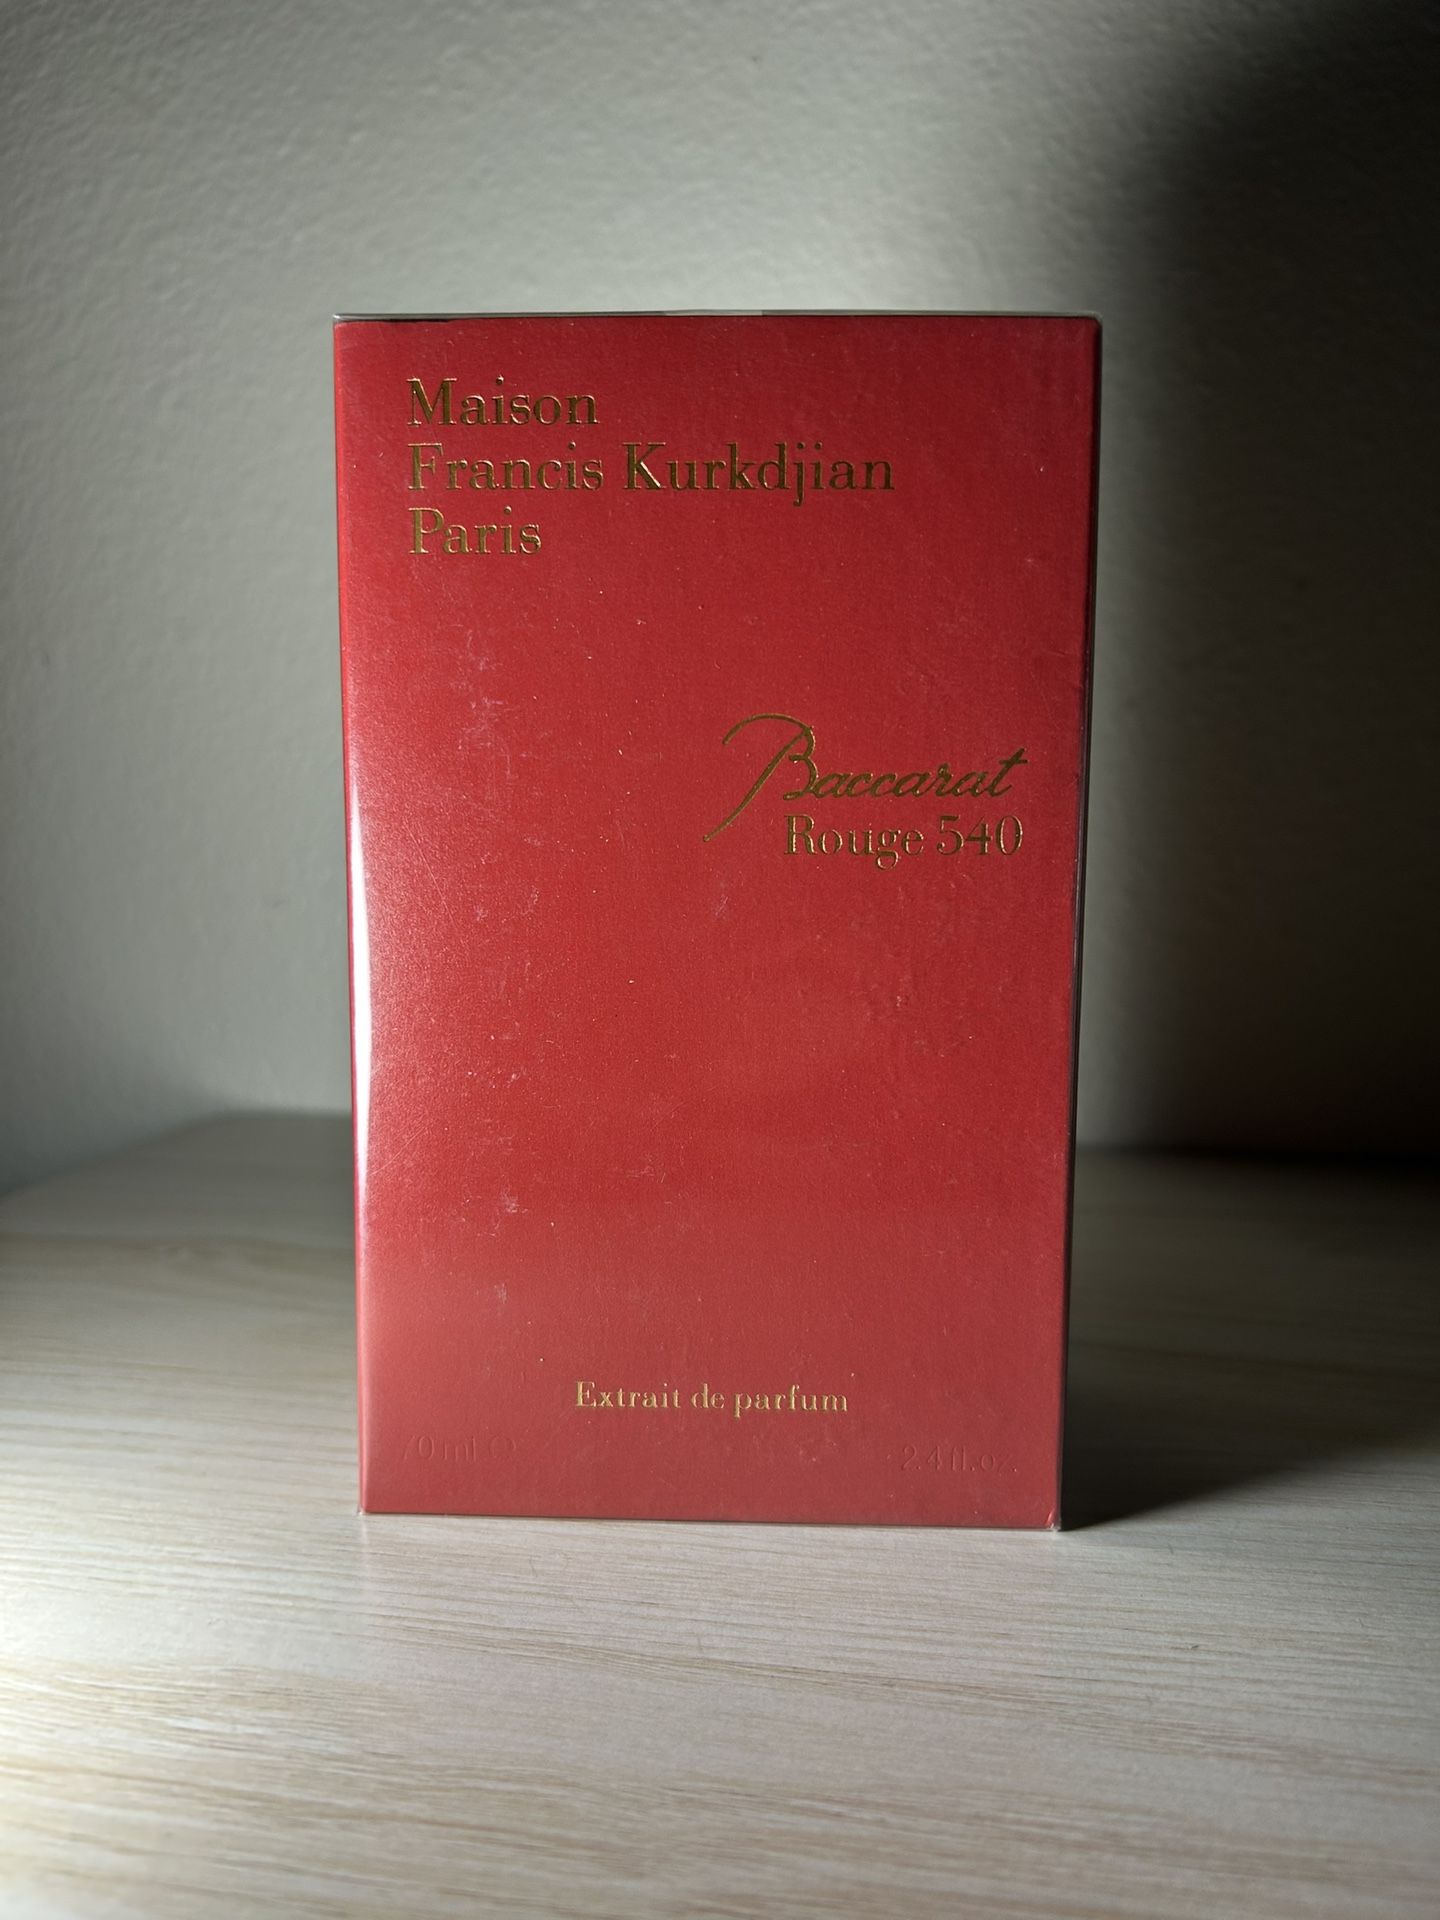 Maison
Francis Kurkdjian
Paris
Baccarat
Rouge 540
Extrait de parfum
70 ml ℮ 2.4 fl.oz.